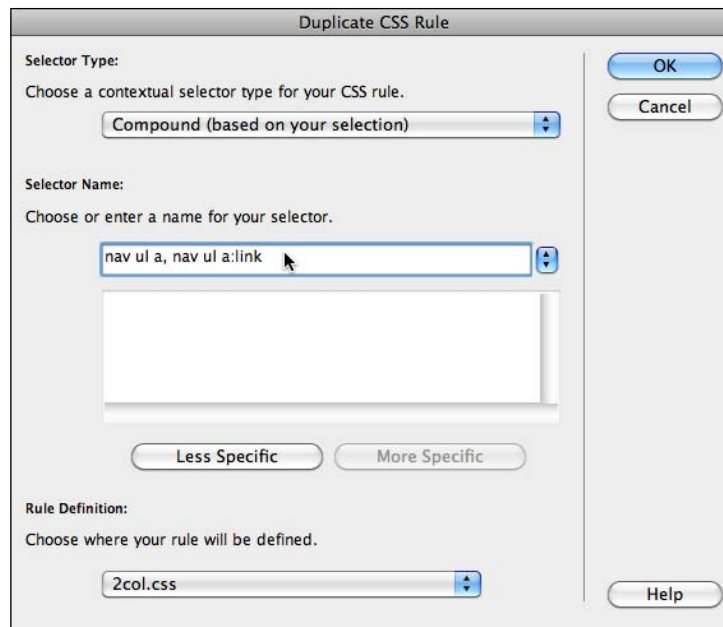 Duplicate CSS Rule
Selector Type:
Choose a contextual selector type for your CSS rule.
Compound (based on your selection)
Selector Name:
Choose or enter a name for your selector.
nav ul a, nav ul a:link
Less Specific
More Specific
Rule Definition:
Choose where your rule will be defined.
2col.css
OK
Cancel
Help